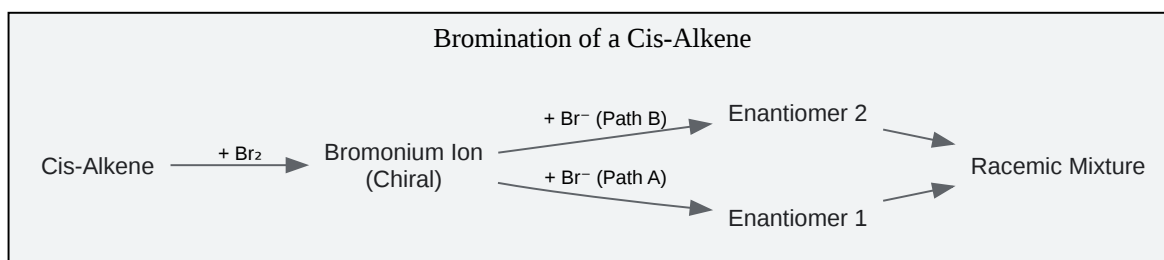 Bromination of a Cis-Alkene
Cis-Alkene
+ Br₂
Bromonium Ion
(Chiral)
+ Br⁻ (Path B)
+ Br⁻ (Path A)
Enantiomer 2
Enantiomer 1
Racemic Mixture